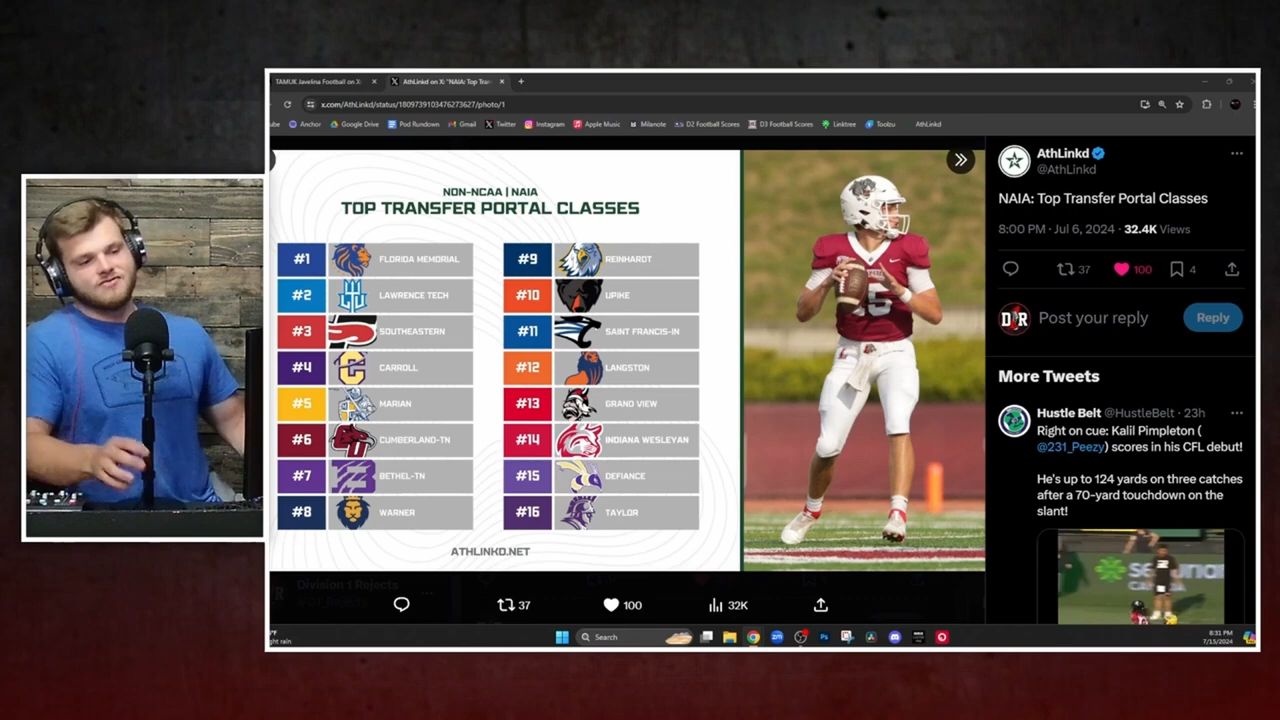 TAMUK Javelina Football on X:
AthLinkd on X: "NAIA: Top Tran
x.com/AthLinkd/status/1809739103476273627/photo/1
Anchor
Google Drive
Pod Rundown
Gmail
Twitter
Instagram
Apple Music
Milanote
D2 Football Scores
D3 Football Scores
Linktree
Toolzu
AthLinkd
NON-NCAA | NAIA
TOP TRANSFER PORTAL CLASSES
#1 FLORIDA MEMORIAL
#2 LAWRENCE TECH
#3 SOUTHEASTERN
#4 CARROLL
#5 MARIAN
#6 CUMBERLAND-TN
#7 BETHEL-TN
#8 WARNER
#9 REINHARDT
#10 UPIKE
#11 SAINT FRANCIS-IN
#12 LANGSTON
#13 GRAND VIEW
#14 INDIANA WESLEYAN
#15 DEFIANCE
#16 TAYLOR
ATHLINKD.NET
AthLinkd
@AthLinkd
NAIA: Top Transfer Portal Classes
8:00 PM · Jul 6, 2024 · 32.4K Views
37
100
4
Post your reply
Reply
More Tweets
Hustle Belt @HustleBelt · 23h
Right on cue: Kalil Pimpleton (
@231_Peezy) scores in his CFL debut!
He's up to 124 yards on three catches
after a 70-yard touchdown on the
slant!
Division 1 Rejects
37
100
32K
Search
8:31 PM
7/15/2024